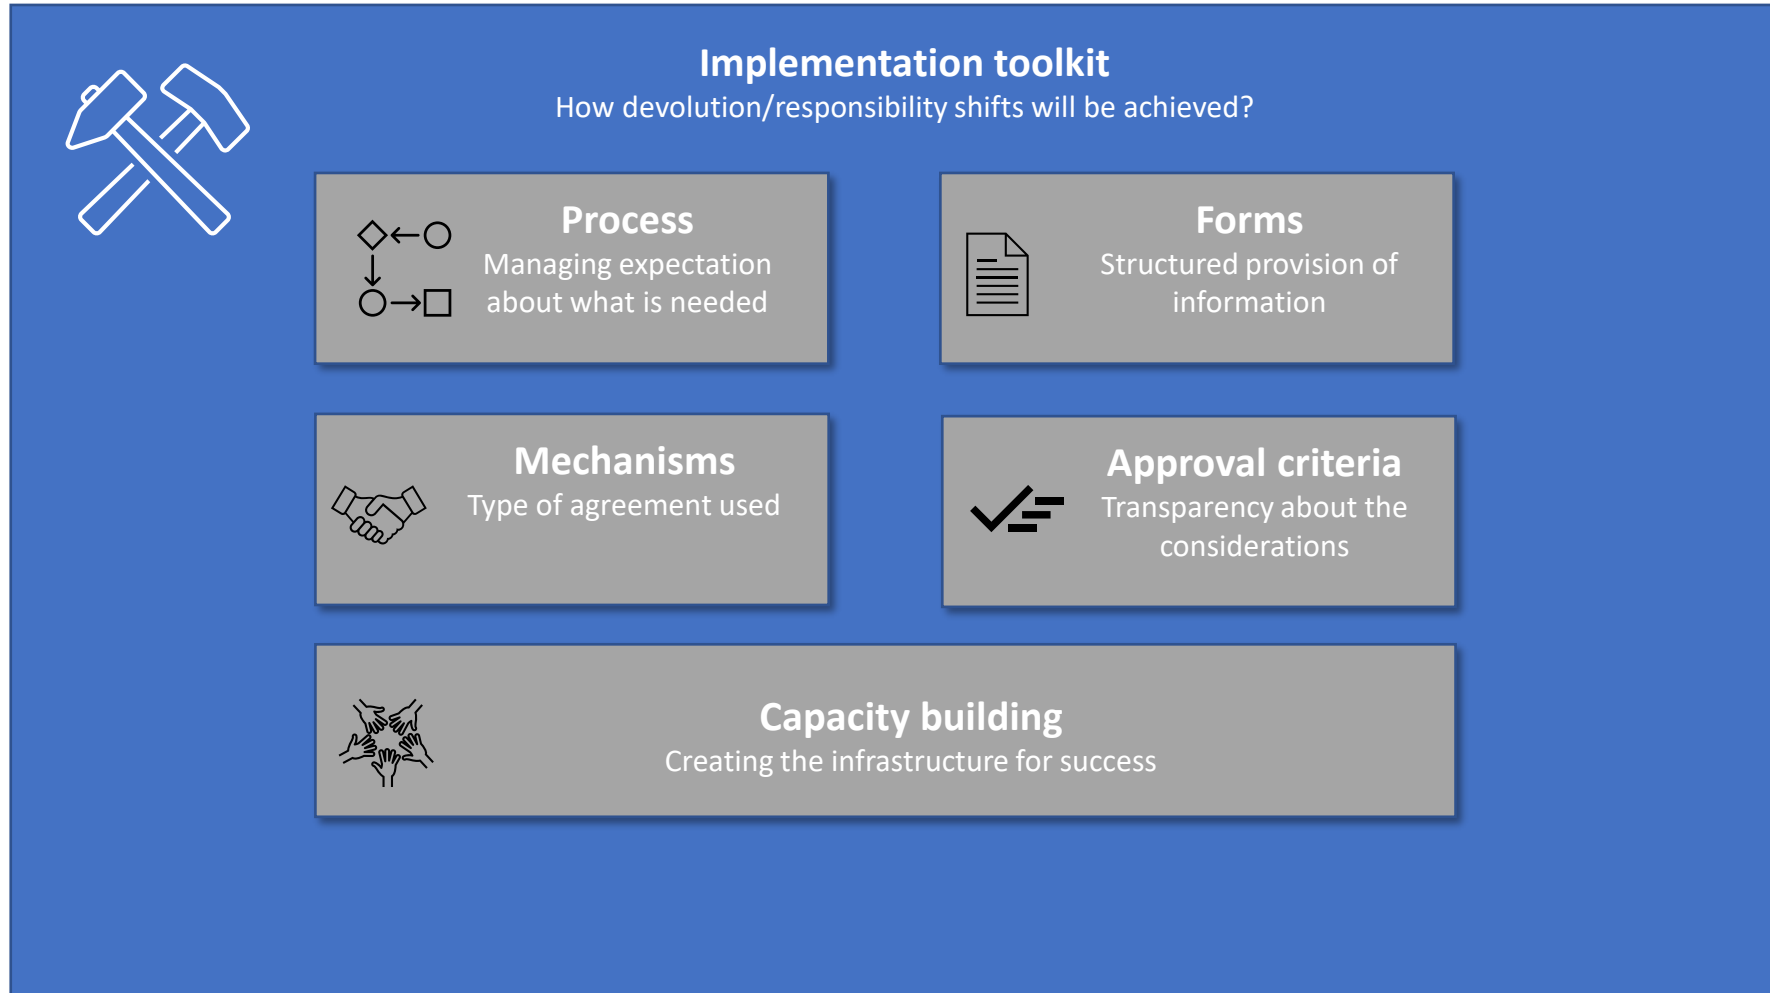 Implementation toolkit
How devolution/responsibility shifts will be achieved?
Process
Managing expectation
about what is needed
Forms
Structured provision of
information
Mechanisms
Type of agreement used
Approval criteria
Transparency about the
considerations
Capacity building
Creating the infrastructure for success